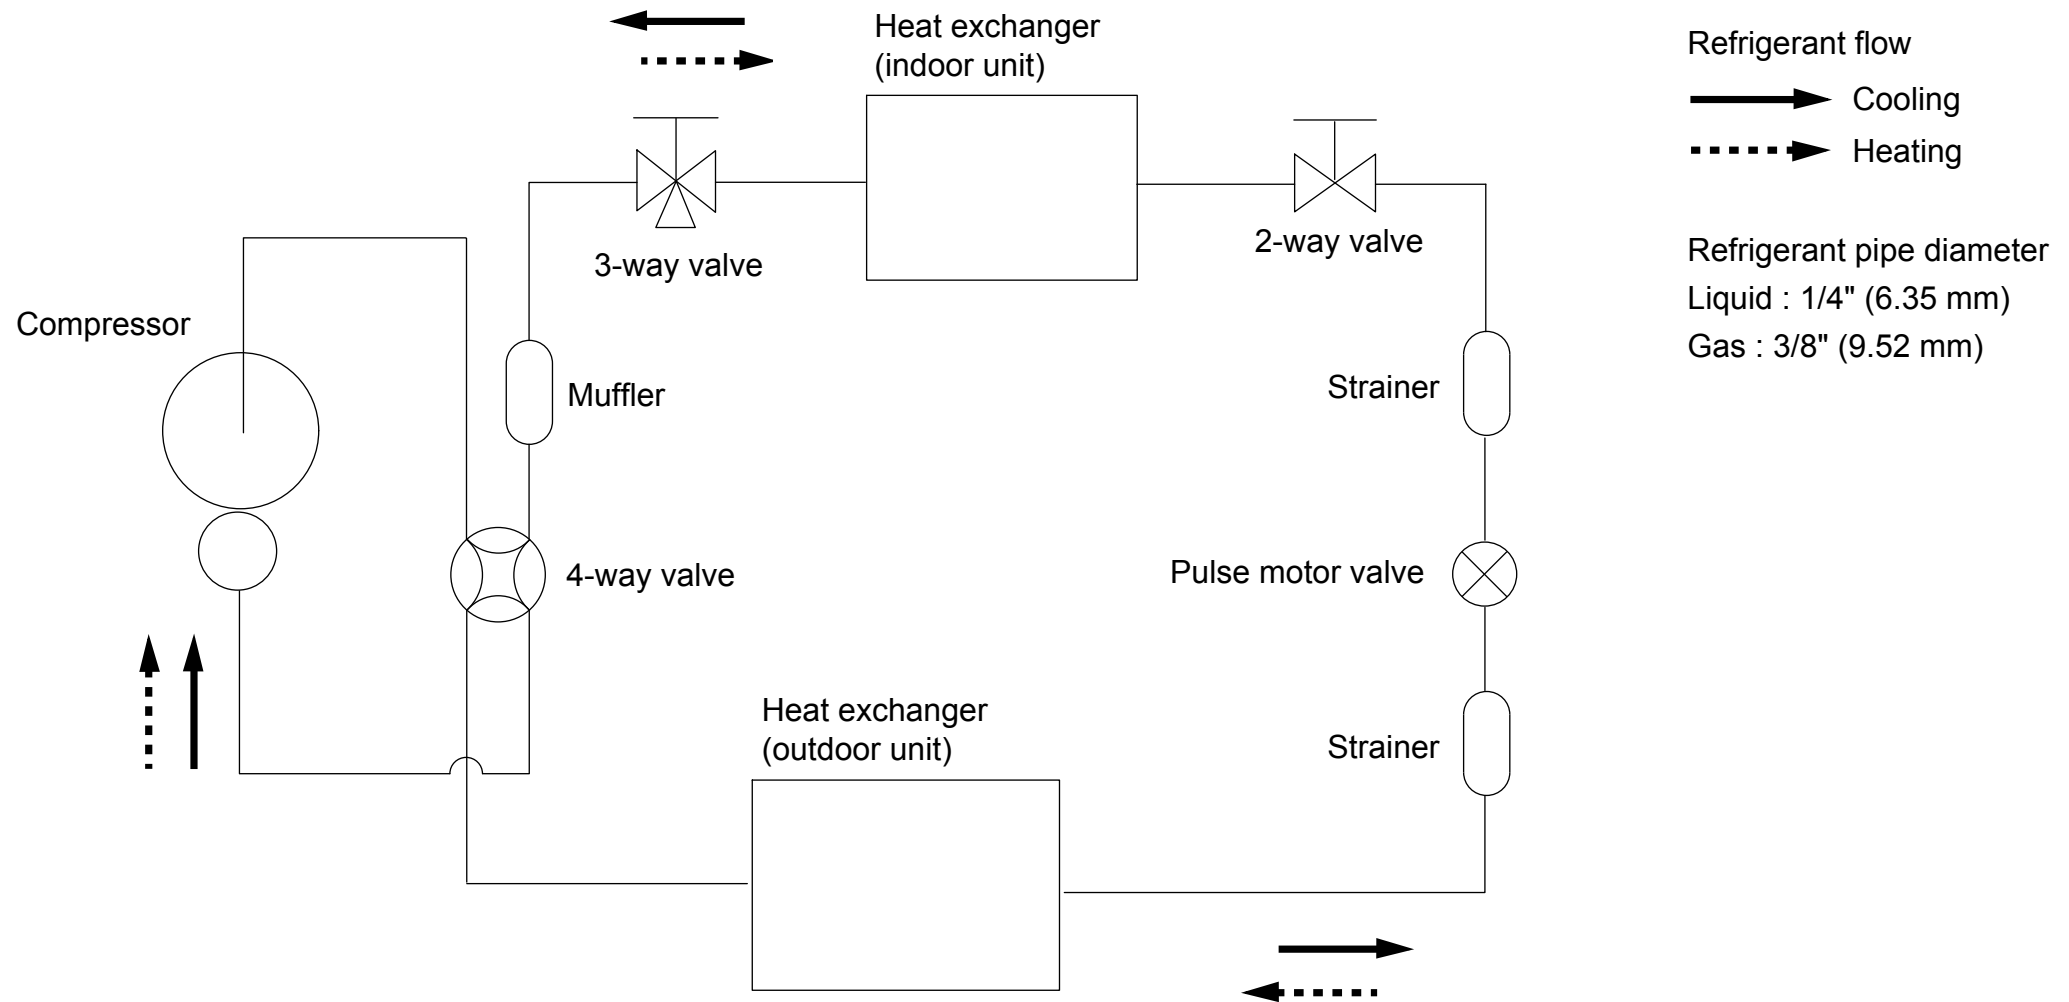 Heat exchanger
(indoor unit)
Refrigerant flow
Cooling
Heating
3-way valve
2-way valve
Refrigerant pipe diameter
Liquid : 1/4" (6.35 mm)
Gas : 3/8" (9.52 mm)
Compressor
Muffler
Strainer
4-way valve
Pulse motor valve
Heat exchanger
(outdoor unit)
Strainer